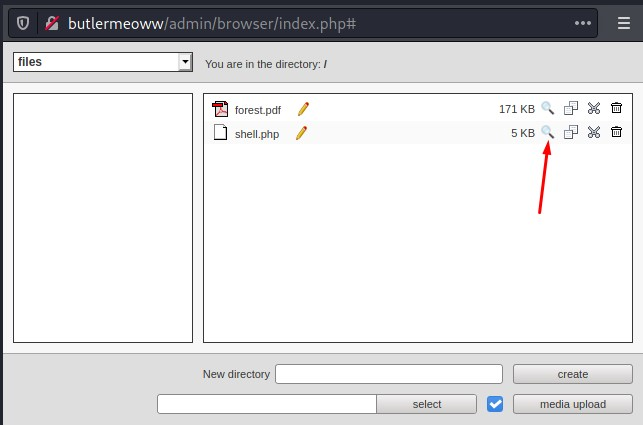 butlermeoww/admin/browser/index.php#
files You are in the directory: /
forest.pdf 171 KB
shell.php 5 KB
New directory create
select media upload